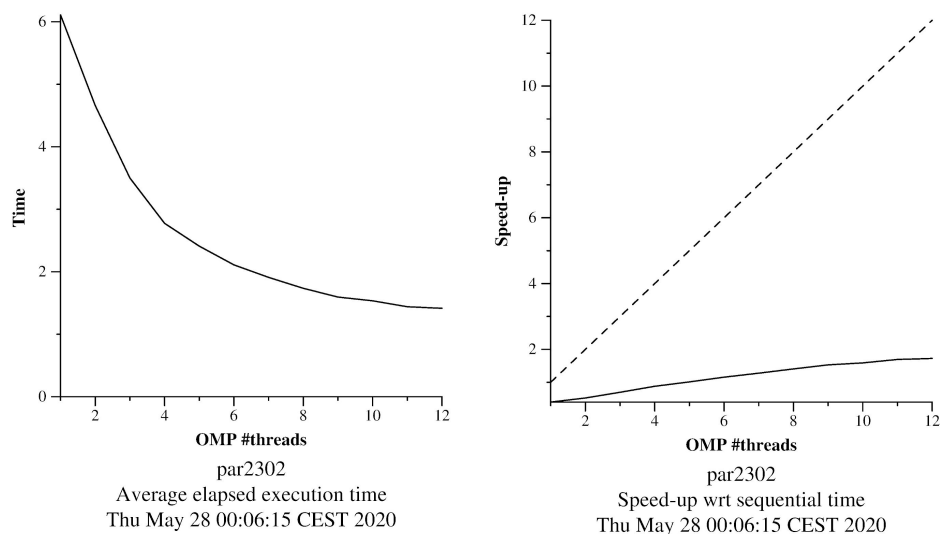 6
4
2
0
Time
2
4
6
8
10
12
OMP #threads
par2302
Average elapsed execution time
Thu May 28 00:06:15 CEST 2020
12
10
8
6
4
2
Speed-up
2
4
6
8
10
12
OMP #threads
par2302
Speed-up wrt sequential time
Thu May 28 00:06:15 CEST 2020